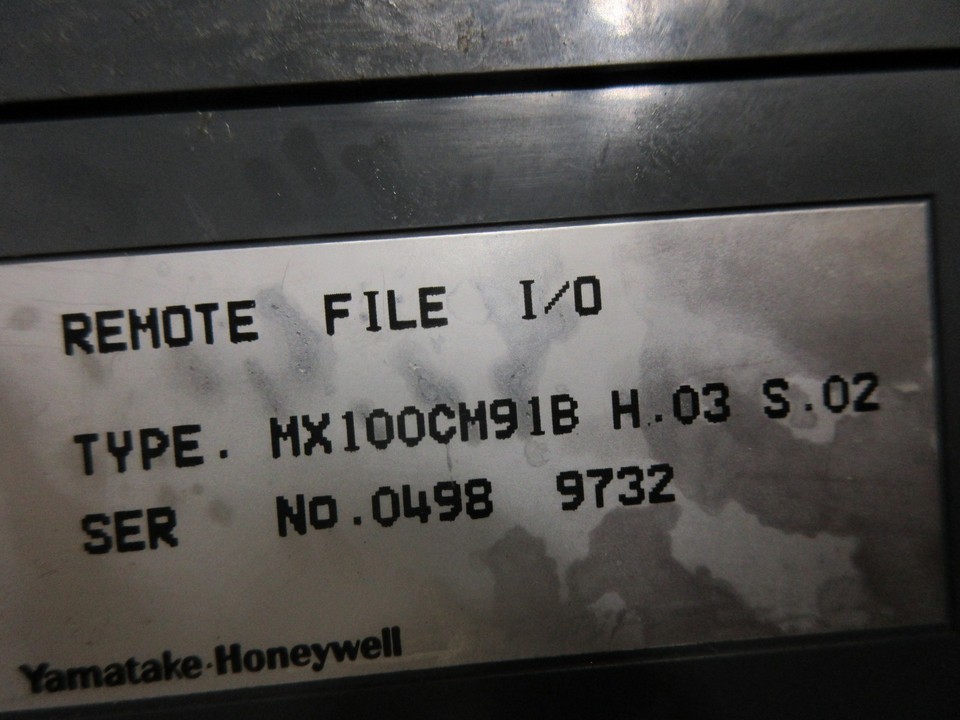 REMOTE FILE I/O
TYPE. MX100CM91B H.03 S.02
SER No.0498 9732
Yamatake-Honeywell